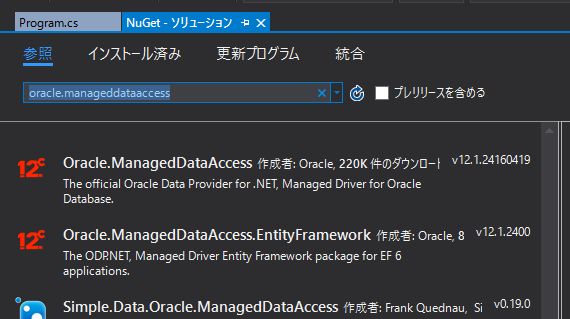 Program.cs
NuGet - ソリューション
参照 インストール済み 更新プログラム 統合
oracle.manageddataaccess
プレリリースを含める
12c
Oracle.ManagedDataAccess 作成者: Oracle, 220K 件のダウンロート v12.1.24160419
The official Oracle Data Provider for .NET, Managed Driver for Oracle
Database.
12c
Oracle.ManagedDataAccess.EntityFramework 作成者: Oracle, 8 v12.1.2400
The ODP.NET, Managed Driver Entity Framework package for EF 6
applications.
Simple.Data.Oracle.ManagedDataAccess 作成者: Frank Quednau, Si v0.19.0